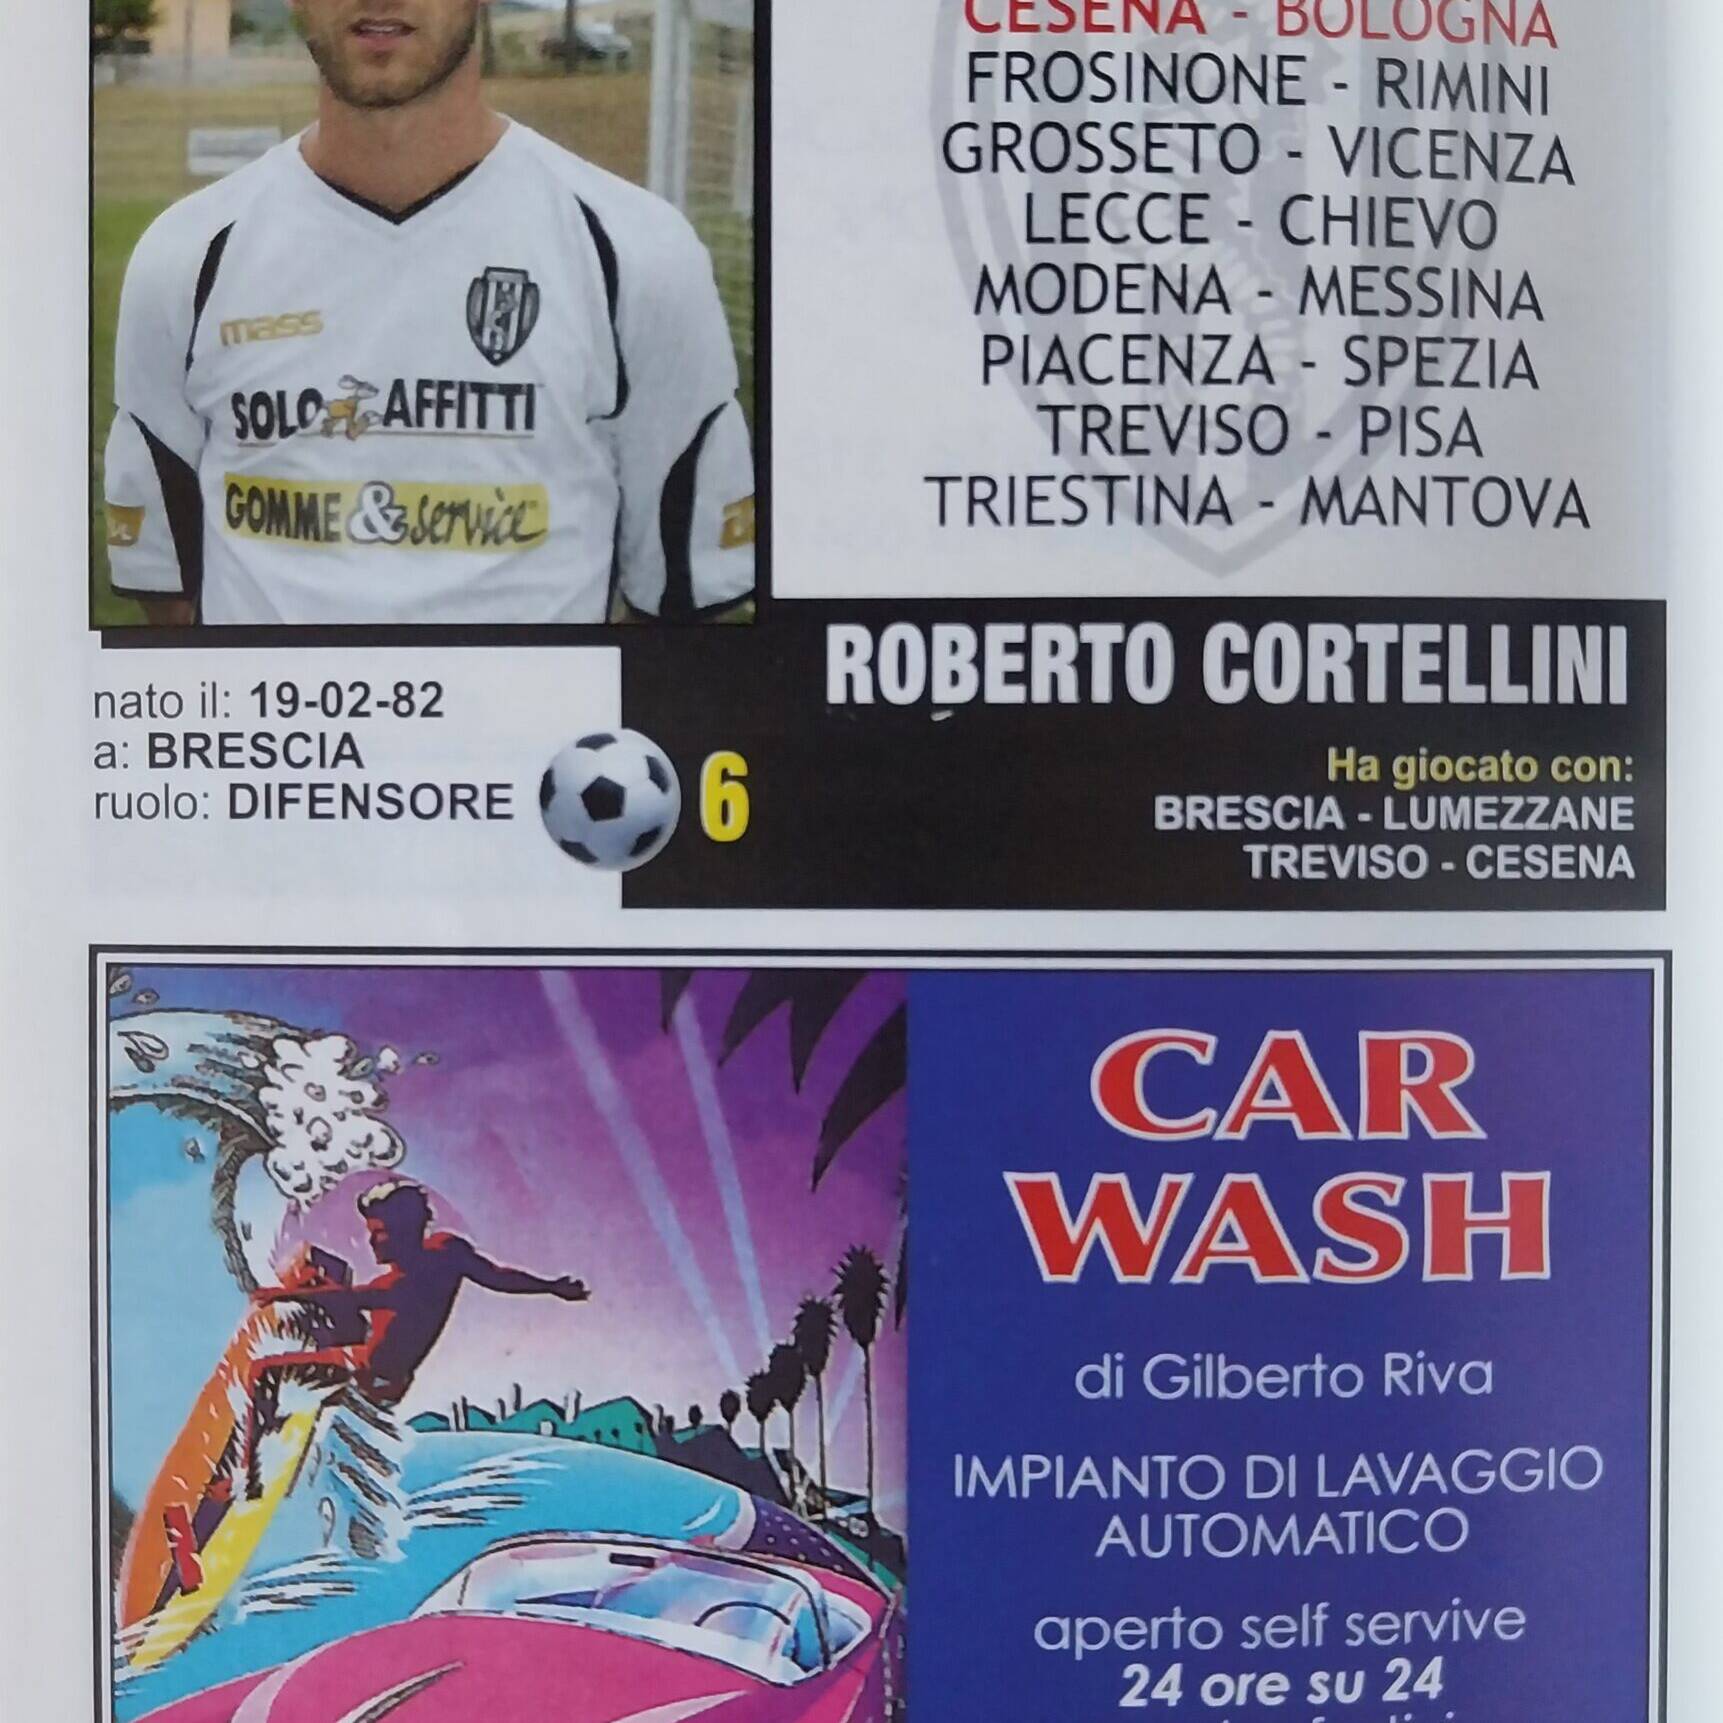 CESENA - BOLOGNA
FROSINONE - RIMINI
GROSSETO - VICENZA
LECCE - CHIEVO
MODENA - MESSINA
PIACENZA - SPEZIA
TREVISO - PISA
TRIESTINA - MANTOVA
mass
SOLO AFFITTI
GOMME & service
ROBERTO CORTELLINI
nato il: 19-02-82
a: BRESCIA
ruolo: DIFENSORE
6
Ha giocato con:
BRESCIA - LUMEZZANE
TREVISO - CESENA
CAR
WASH
di Gilberto Riva
IMPIANTO DI LAVAGGIO
AUTOMATICO
aperto self servive
24 ore su 24